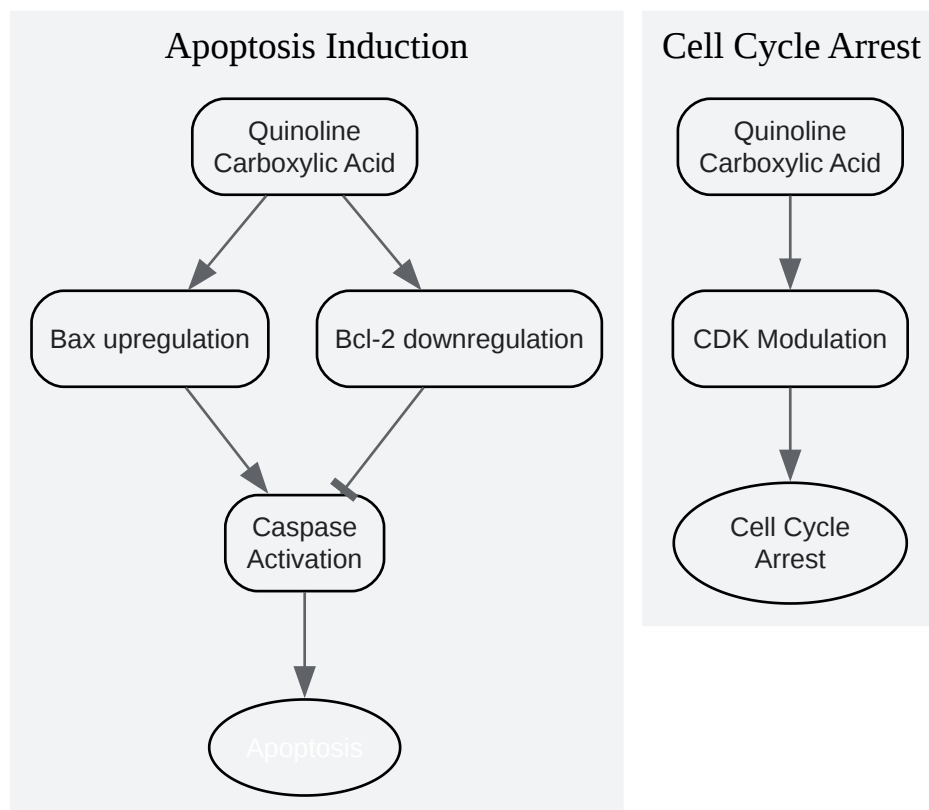 Apoptosis Induction
Quinoline
Carboxylic Acid
Bax upregulation
Bcl-2 downregulation
Caspase
Activation
Apoptosis
Cell Cycle Arrest
Quinoline
Carboxylic Acid
CDK Modulation
Cell Cycle
Arrest